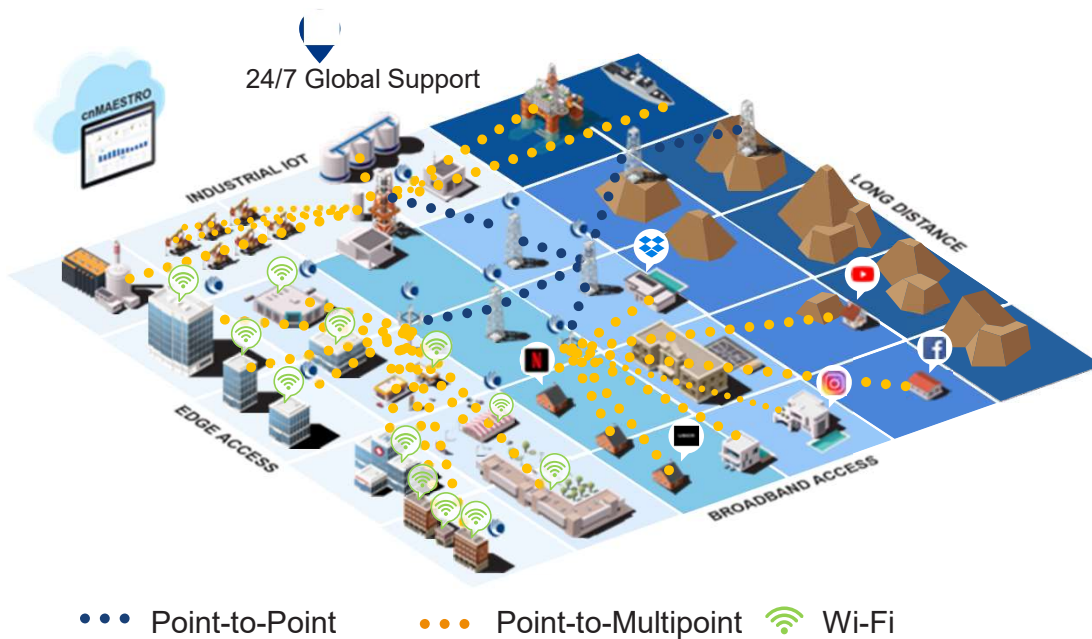 24/7 Global Support
cnMAESTRO
INDUSTRIAL IOT
LONG DISTANCE
N
f
EDGE ACCESS
BROADBAND ACCESS
Point-to-Point
Point-to-Multipoint
Wi-Fi